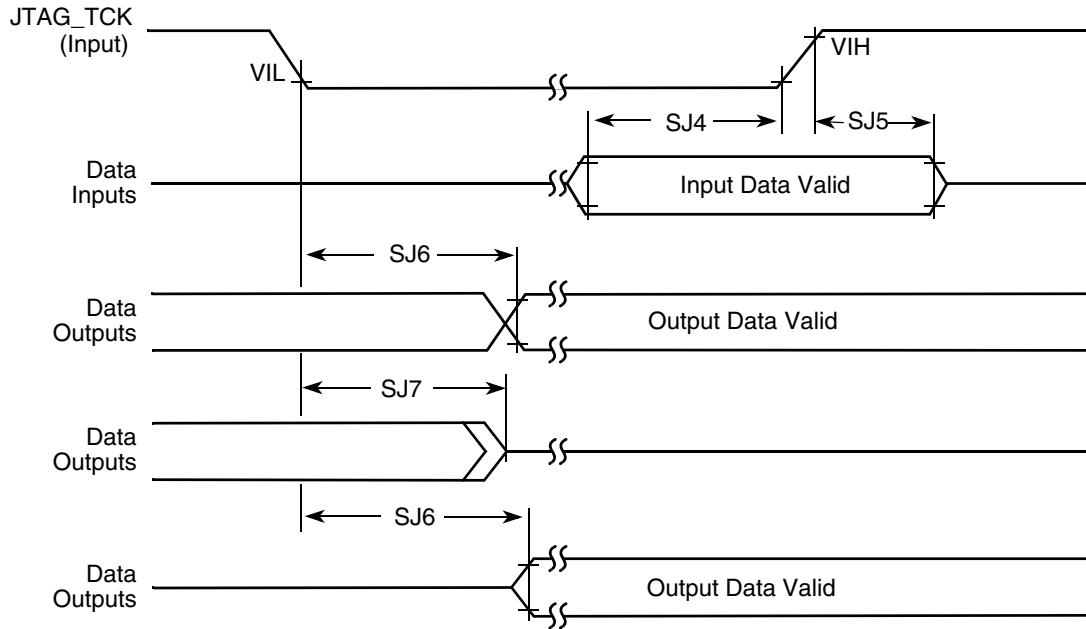 JTAG_TCK
(Input)
VIL
VIH
SJ4
SJ5
Data
Inputs
Input Data Valid
SJ6
Data
Outputs
Output Data Valid
SJ7
Data
Outputs
SJ6
Data
Outputs
Output Data Valid